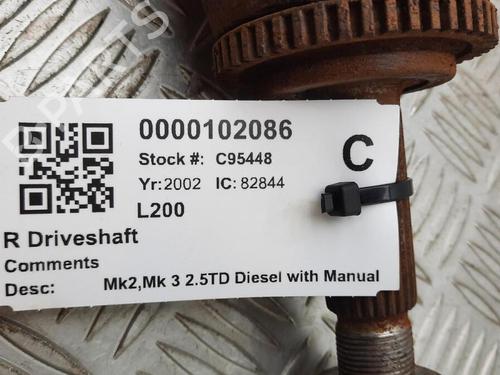 0000102086
Stock #: C95448
C
Yr:2002 IC:82844
L200
R Driveshaft
Comments
Desc: Mk2,Mk 3 2.5TD Diesel with Manual